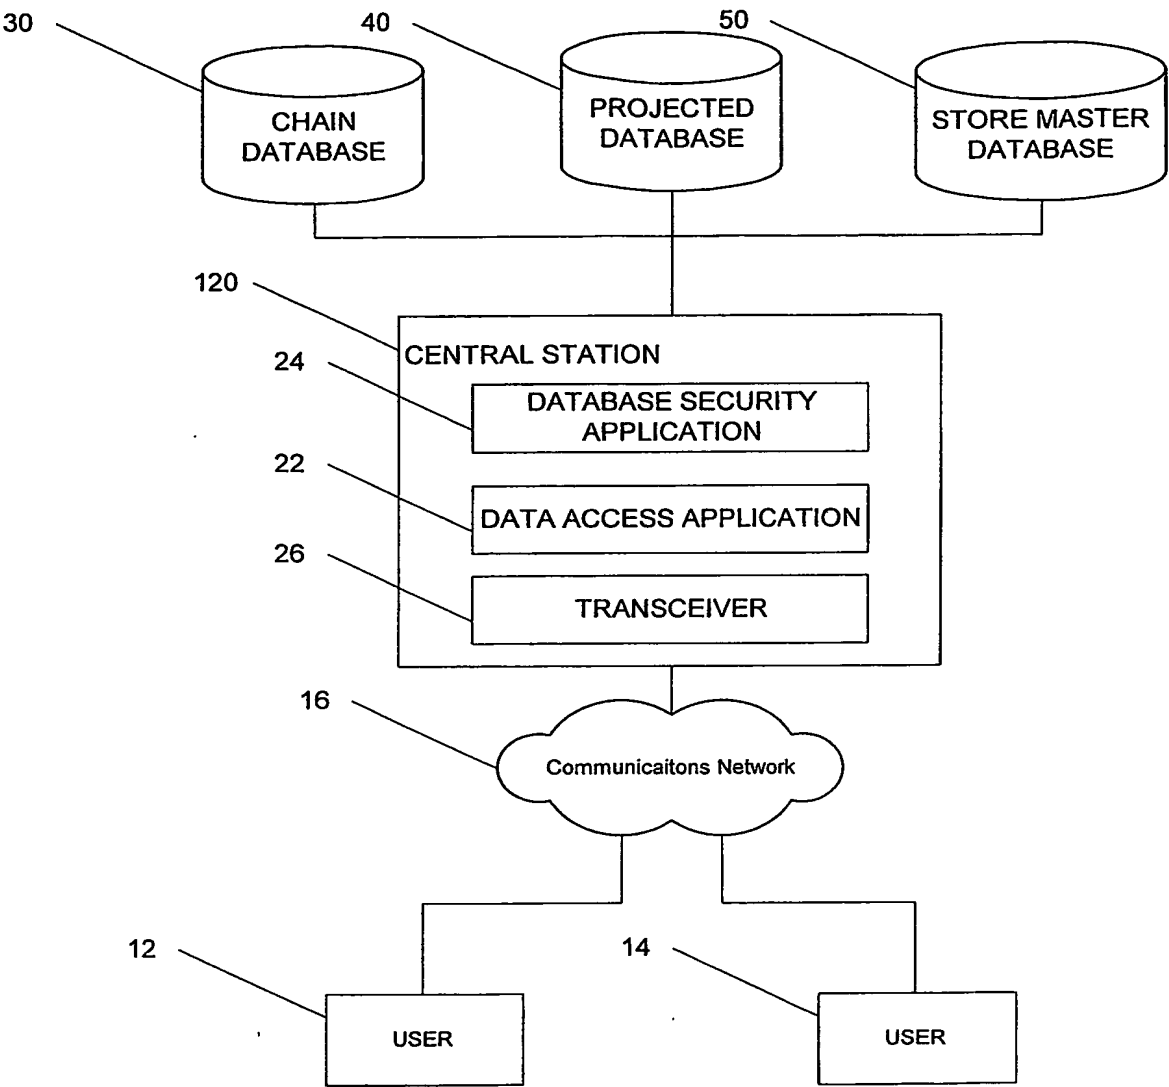 30
40
50
CHAIN
DATABASE
PROJECTED
DATABASE
STORE MASTER
DATABASE
120
CENTRAL STATION
24
DATABASE SECURITY
APPLICATION
22
DATA ACCESS APPLICATION
26
TRANSCEIVER
16
Communicaitons Network
12
14
USER
USER